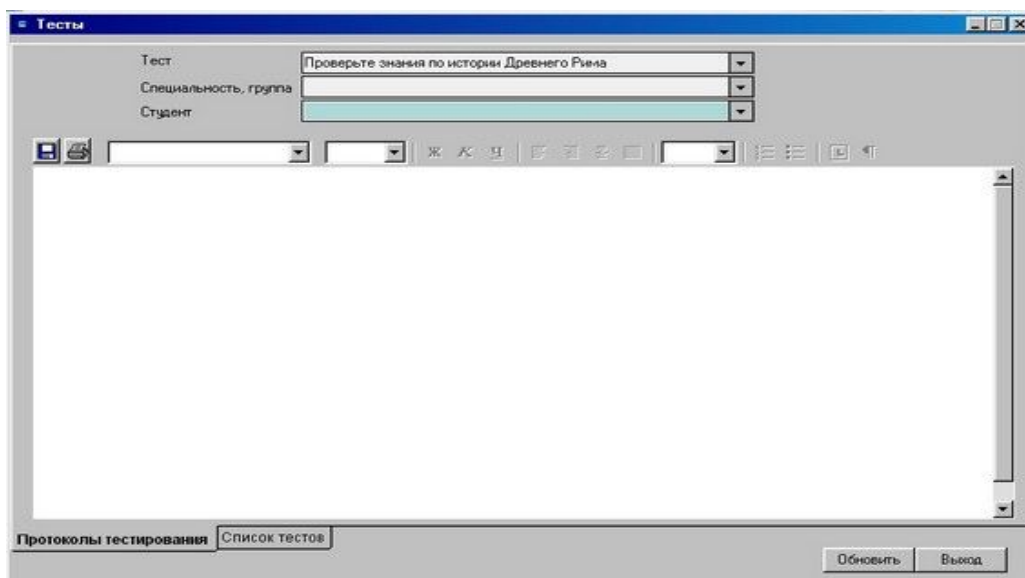 Тесты
Тест
Проверьте знания по истории Древнего Рима
Специальность, группа
Студент
Ж К Ч
Протоколы тестирования
Список тестов
Обновить
Выход